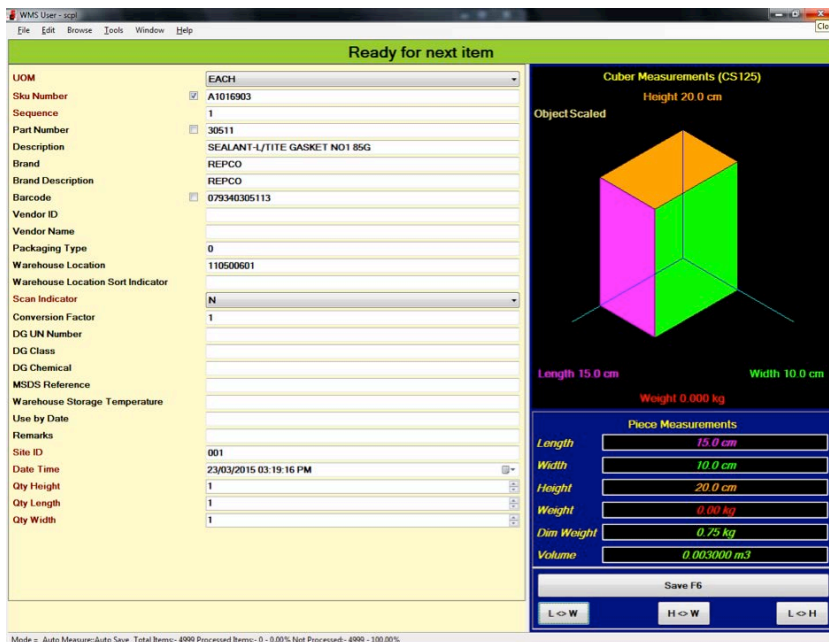 WMS User - scpl
File Edit Browse Tools Window Help
Clo
Ready for next item
UOM EACH
Sku Number A1016903
Sequence 1
Part Number 30511
Description SEALANT-L/TITE GASKET NO1 85G
Brand REPCO
Brand Description REPCO
Barcode 079340305113
Vendor ID
Vendor Name
Packaging Type 0
Warehouse Location 110500601
Warehouse Location Sort Indicator
Scan Indicator N
Conversion Factor 1
DG UN Number
DG Class
DG Chemical
MSDS Reference
Warehouse Storage Temperature
Use by Date
Remarks
Site ID 001
Date Time 23/03/2015 03:19:16 PM
Qty Height 1
Qty Length 1
Qty Width 1
Cuber Measurements (CS125)
Height 20.0 cm
Object Scaled
Length 15.0 cm Width 10.0 cm
Weight 0.000 kg
Piece Measurements
Length 15.0 cm
Width 10.0 cm
Height 20.0 cm
Weight 0.00 kg
Dim Weight 0.75 kg
Volume 0.003000 m3
Save F6
L <> W H <> W L <> H
Mode = Auto Measure:Auto Save Total Items:- 4999 Processed Items:- 0 - 0.00% Not Processed:- 4999 - 100.00%